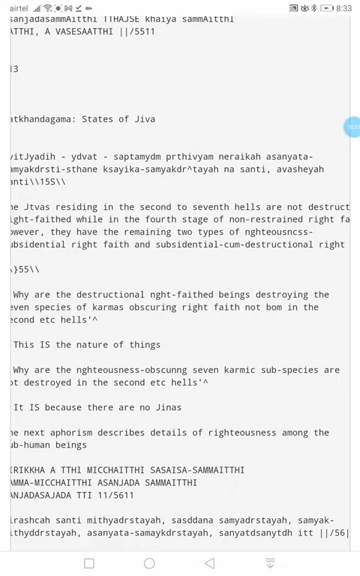 airtel 8:33
sanjadasammAitthi TTHAJSE khaiya sammAitthi
ATTHI, A VASESAATTHI ||/5511
13
atkhandagama: States of Jiva
vitJyadih - ydvat - saptamydm prthivyam neraikah asanyata-
amyakdrsti-sthane ksayika-samyakdr^tayah na santi, avasheyah
anti\\15S\\
he Jtvas residing in the second to seventh hells are not destruct
ight-faithed while in the fourth stage of non-restrained right fa
owever, they have the remaining two types of nghteousncss-
ubsidential right faith and subsidential-cum-destructional right
\}55\\
Why are the destructional nght-faithed beings destroying the
even species of karmas obscuring right faith not bom in the
econd etc hells'^
This IS the nature of things
Why are the nghteousness-obscunng seven karmic sub-species are
ot destroyed in the second etc hells'^
It IS because there are no Jinas
he next aphorism describes details of righteousness among the
ub-human beings
IRIKKHA A TTHl MICCHAITTHI SASAISA-SAMMAITTHI
AMMA-MICCHAITTHI ASANJADA SAMMAITTHI
ANJADASAJADA TTI 11/5611
irashcah santi mithyadrstayah, sasddana samyadrstayah, samyak-
ithyddrstayah, asanyata-samaykdrstayah, sanyatdsanytdh itt ||/56|